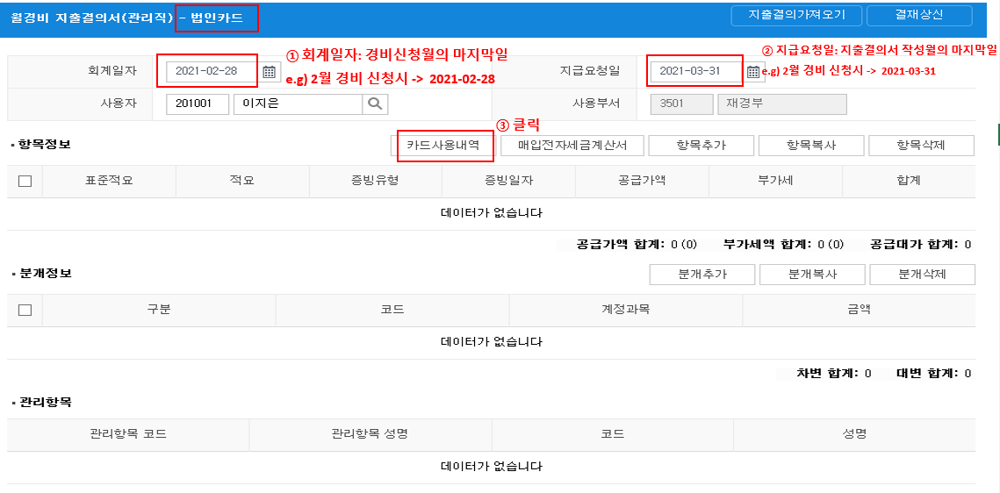 월경비 지출결의서(관리직) - 법인카드 지출결의가져오기 결재상신
① 회계일자: 경비신청월의 마지막일
e.g) 2월 경비 신청시 -> 2021-02-28
② 지급요청일: 지출결의서 작성월의 마지막일
e.g) 2월 경비 신청시 -> 2021-03-31
회계일자 2021-02-28 지급요청일 2021-03-31
사용자 201001 이지은 사용부서 3501 재경부
③ 클릭
▪ 항목정보 카드사용내역 매입전자세금계산서 항목추가 항목복사 항목삭제
표준적요 적요 증빙유형 증빙일자 공급가액 부가세 합계
데이터가 없습니다
공급가액 합계: 0 (0) 부가세액 합계: 0 (0) 공급대가 합계: 0
▪ 분개정보 분개추가 분개복사 분개삭제
구분 코드 계정과목 금액
데이터가 없습니다
차변 합계: 0 대변 합계: 0
▪ 관리항목
관리항목 코드 관리항목 성명 코드 성명
데이터가 없습니다